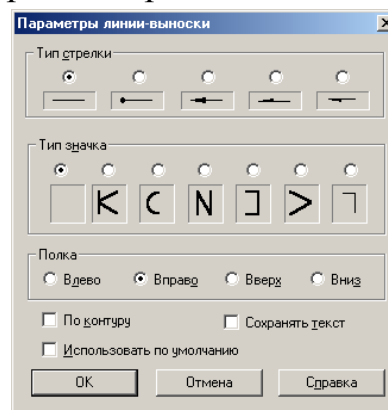 Параметры линии-выноски
Тип стрелки
Тип значка
Полка
Влево Вправо Вверх Вниз
По контуру Сохранять текст
Использовать по умолчанию
OK Отмена Справка